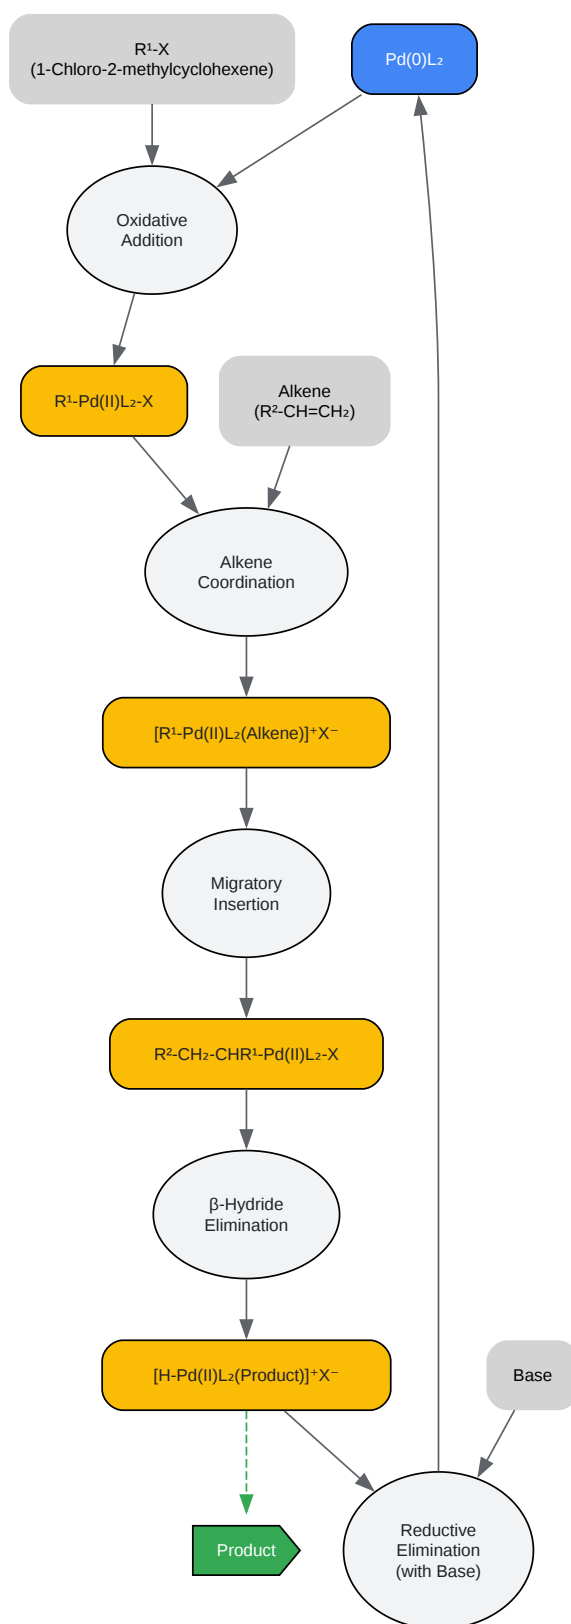 R¹-X
(1-Chloro-2-methylcyclohexene)
Pd(0)L₂
Oxidative
Addition
R¹-Pd(II)L₂-X
Alkene
(R²-CH=CH₂)
Alkene
Coordination
[R¹-Pd(II)L₂(Alkene)]⁺X⁻
Migratory
Insertion
R²-CH₂-CHR¹-Pd(II)L₂-X
β-Hydride
Elimination
[H-Pd(II)L₂(Product)]⁺X⁻
Base
Product
Reductive
Elimination
(with Base)